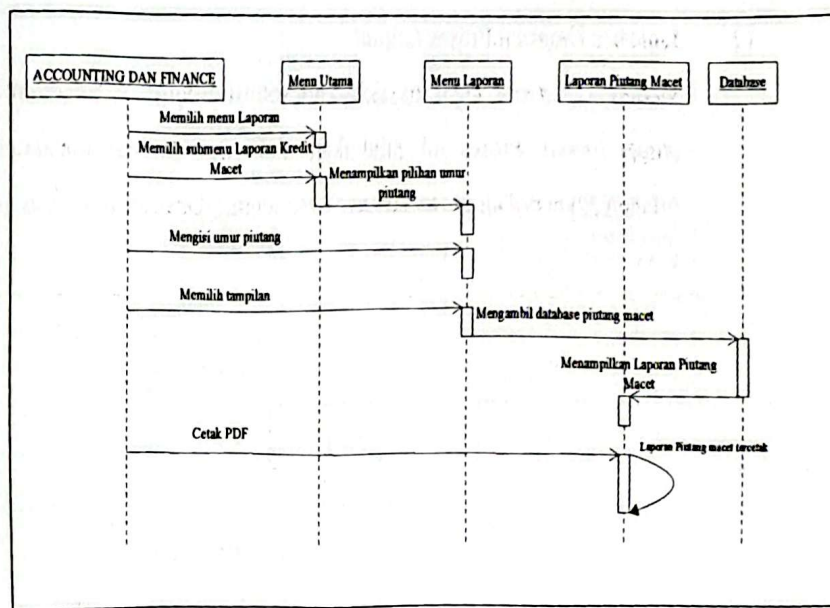 ACCOUNTING DAN FINANCE
Menu Utama
Menu Laporan
Laporan Piutang Macet
Database
Memilih menu Laporan
Memilih submenu Laporan Kredit
Macet
Menampilkan pilihan umur
piutang
Mengisi umur piutang
Memilih tampilan
Mengambil database piutang macet
Menampilkan Laporan Piutang
Macet
Cetak PDF
Laporan Piutang macet tercetak